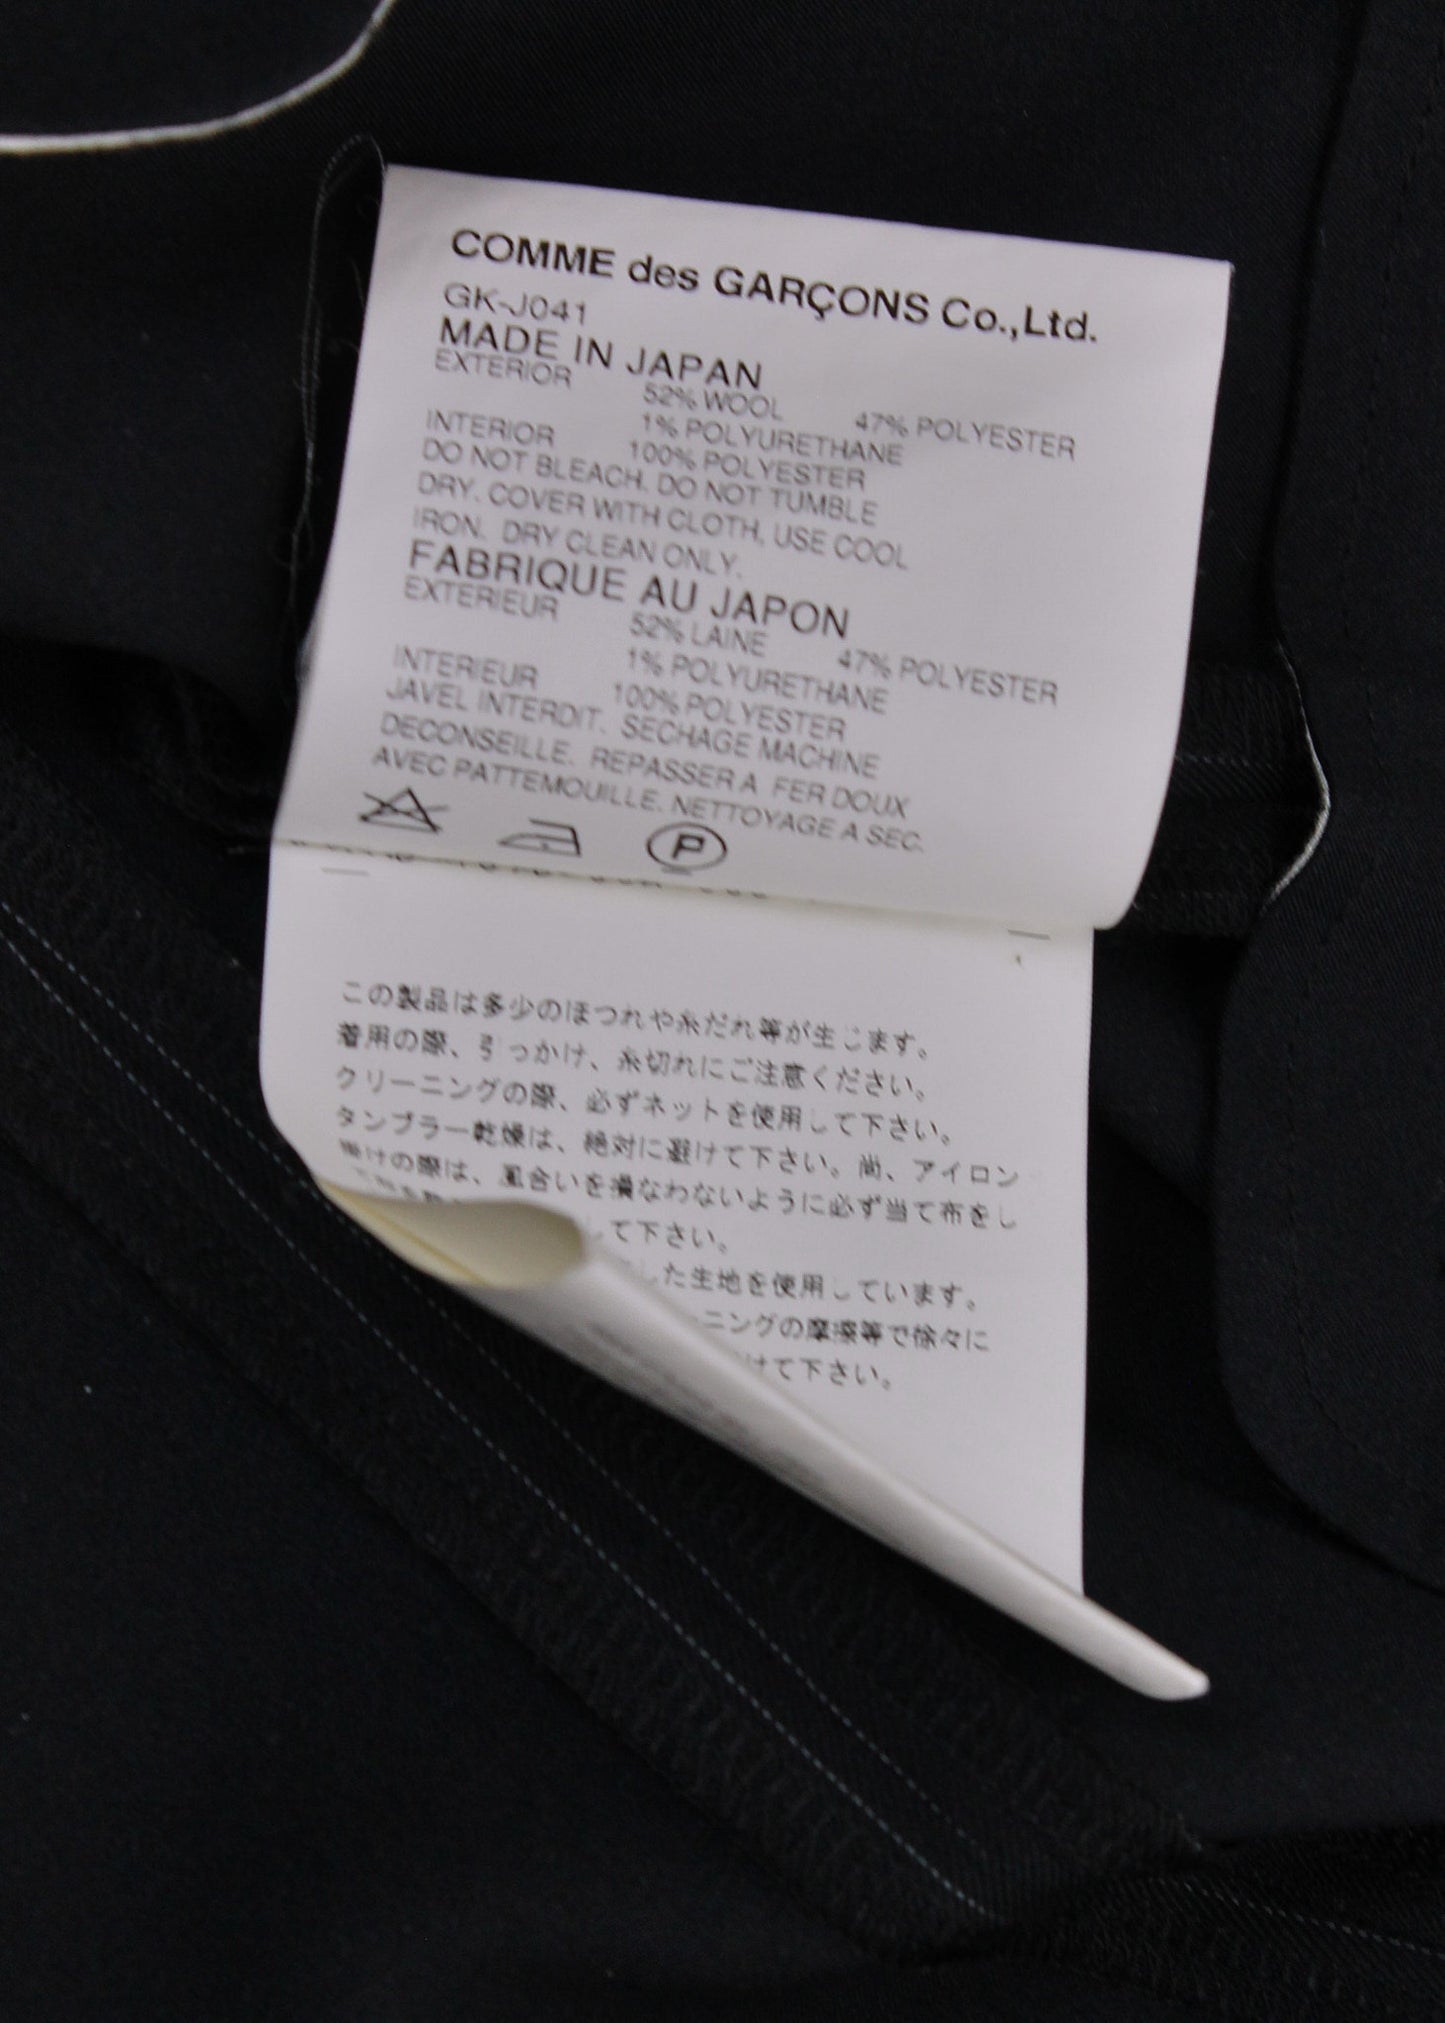 COMME des GARÇONS Co.,Ltd.
GK-J041
MADE IN JAPAN
EXTERIOR 52% WOOL 47% POLYESTER
1% POLYURETHANE
INTERIOR 100% POLYESTER
DO NOT BLEACH. DO NOT TUMBLE
DRY. COVER WITH CLOTH, USE COOL
IRON. DRY CLEAN ONLY.
FABRIQUE AU JAPON
EXTERIEUR 52% LAINE 47% POLYESTER
1% POLYURETHANE
INTERIEUR 100% POLYESTER
JAVEL INTERDIT. SECHAGE MACHINE
DECONSEILLE. REPASSER A FER DOUX
AVEC PATTEMOUILLE. NETTOYAGE A SEC.
P
この製品は多少のほつれや糸だれ等が生じます。
着用の際、引っかけ、糸切れにご注意ください。
クリーニングの際、必ずネットを使用して下さい。
タンブラー乾燥は、絶対に避けて下さい。尚、アイロン
掛けの際は、風合いを損なわないように必ず当て布をし
して下さい。
した生地を使用しています。
ーニングの摩擦等で徐々に
けて下さい。